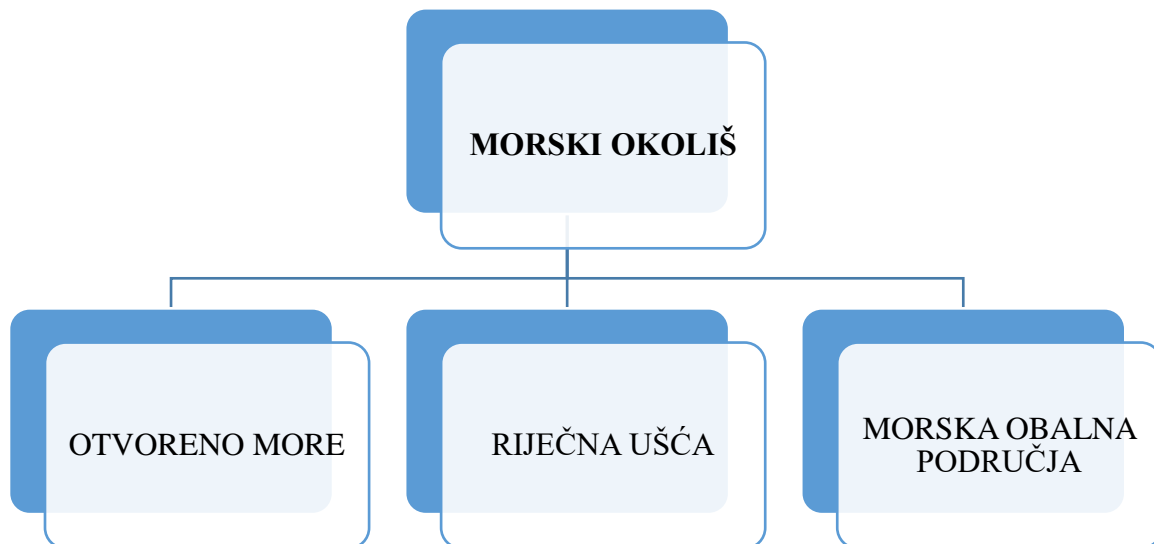 MORSKI OKOLIŠ
OTVORENO MORE
RIJEČNA UŠĆA
MORSKA OBALNA
PODRUČJA